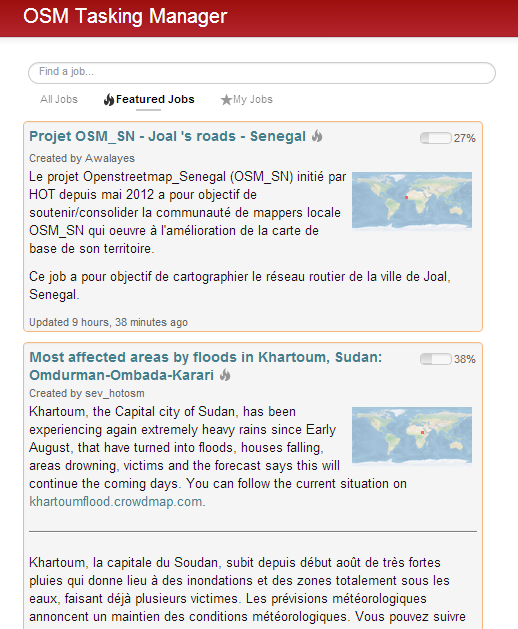 OSM Tasking Manager
Find a job...
All Jobs Featured Jobs My Jobs
Projet OSM_SN - Joal 's roads - Senegal
27%
Created by Awalayes
Le projet Openstreetmap_Senegal (OSM_SN) initié par
HOT depuis mai 2012 a pour objectif de
soutenir/consolider la communauté de mappers locale
OSM_SN qui oeuvre à l'amélioration de la carte de
base de son territoire.
Ce job a pour objectif de cartographier le réseau routier de la ville de Joal,
Senegal.
Updated 9 hours, 38 minutes ago
Most affected areas by floods in Khartoum, Sudan:
38%
Omdurman-Ombada-Karari
Created by sev_hotosm
Khartoum, the Capital city of Sudan, has been
experiencing again extremely heavy rains since Early
August, that have turned into floods, houses falling,
areas drowning, victims and the forecast says this will
continue the coming days. You can follow the current situation on
khartoumflood.crowdmap.com.
Khartoum, la capitale du Soudan, subit depuis début août de très fortes
pluies qui donne lieu à des inondations et des zones totalement sous les
eaux, faisant déjà plusieurs victimes. Les prévisions météorologiques
annoncent un maintien des conditions météorologiques. Vous pouvez suivre